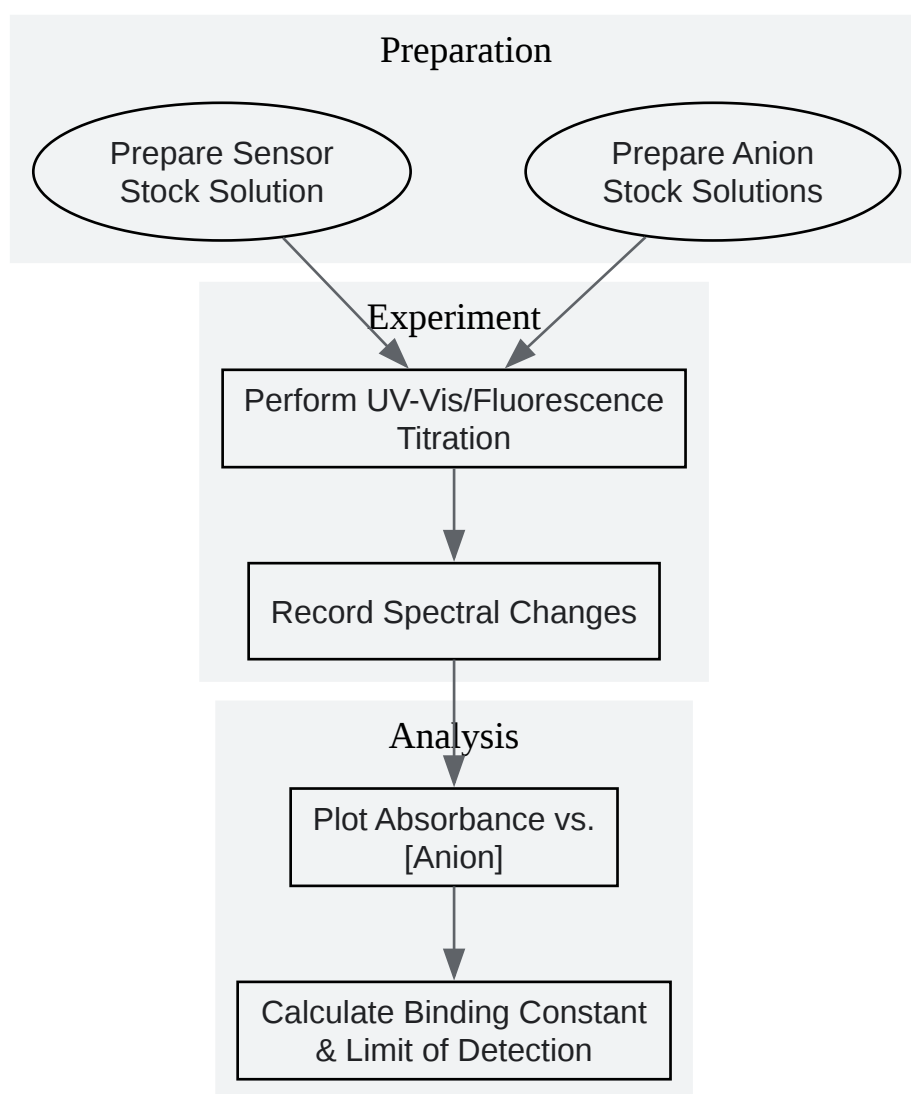 Preparation
Prepare Sensor
Stock Solution
Prepare Anion
Stock Solutions
Experiment
Perform UV-Vis/Fluorescence
Titration
Record Spectral Changes
Analysis
Plot Absorbance vs.
[Anion]
Calculate Binding Constant
& Limit of Detection